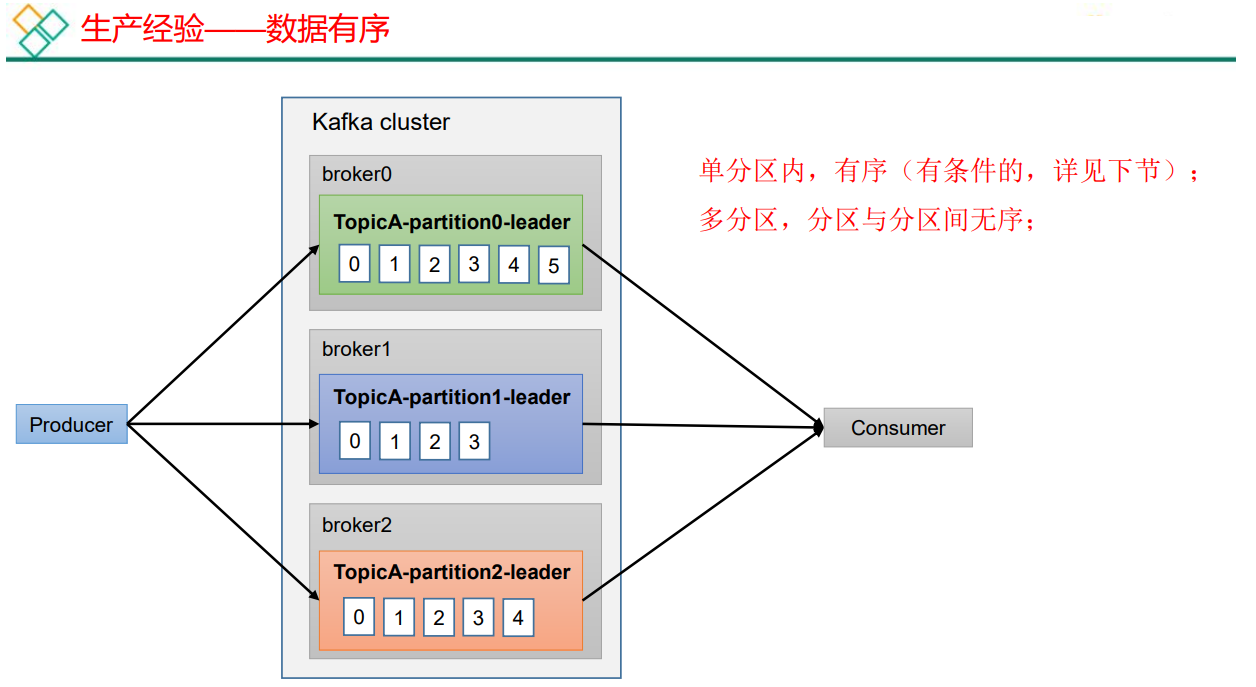 生产经验——数据有序
Kafka cluster
单分区内，有序（有条件的，详见下节）；
多分区，分区与分区间无序；
broker0
TopicA-partition0-leader
0 1 2 3 4 5
broker1
TopicA-partition1-leader
0 1 2 3
Producer
Consumer
broker2
TopicA-partition2-leader
0 1 2 3 4